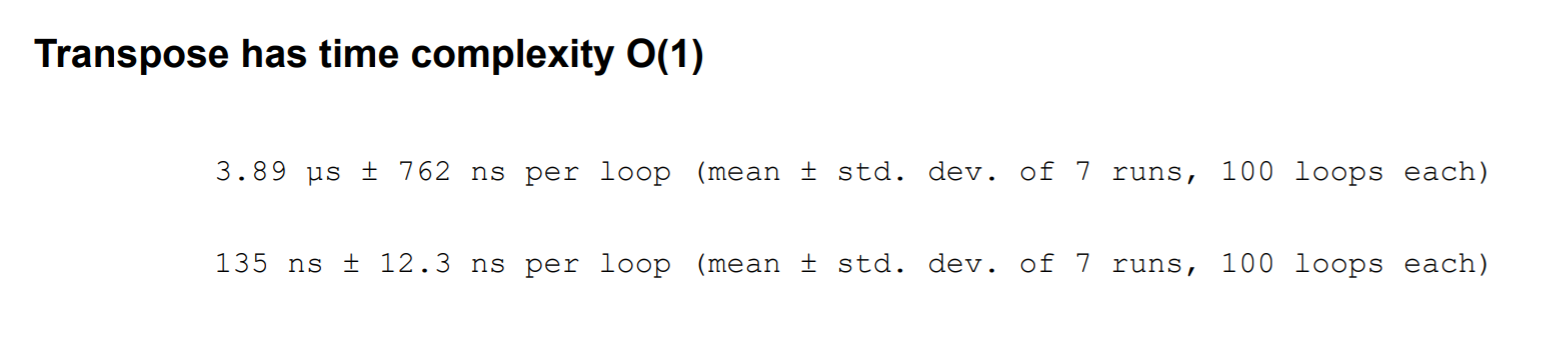 Transpose has time complexity O(1)
3.89 µs ± 762 ns per loop (mean ± std. dev. of 7 runs, 100 loops each)
135 ns ± 12.3 ns per loop (mean ± std. dev. of 7 runs, 100 loops each)